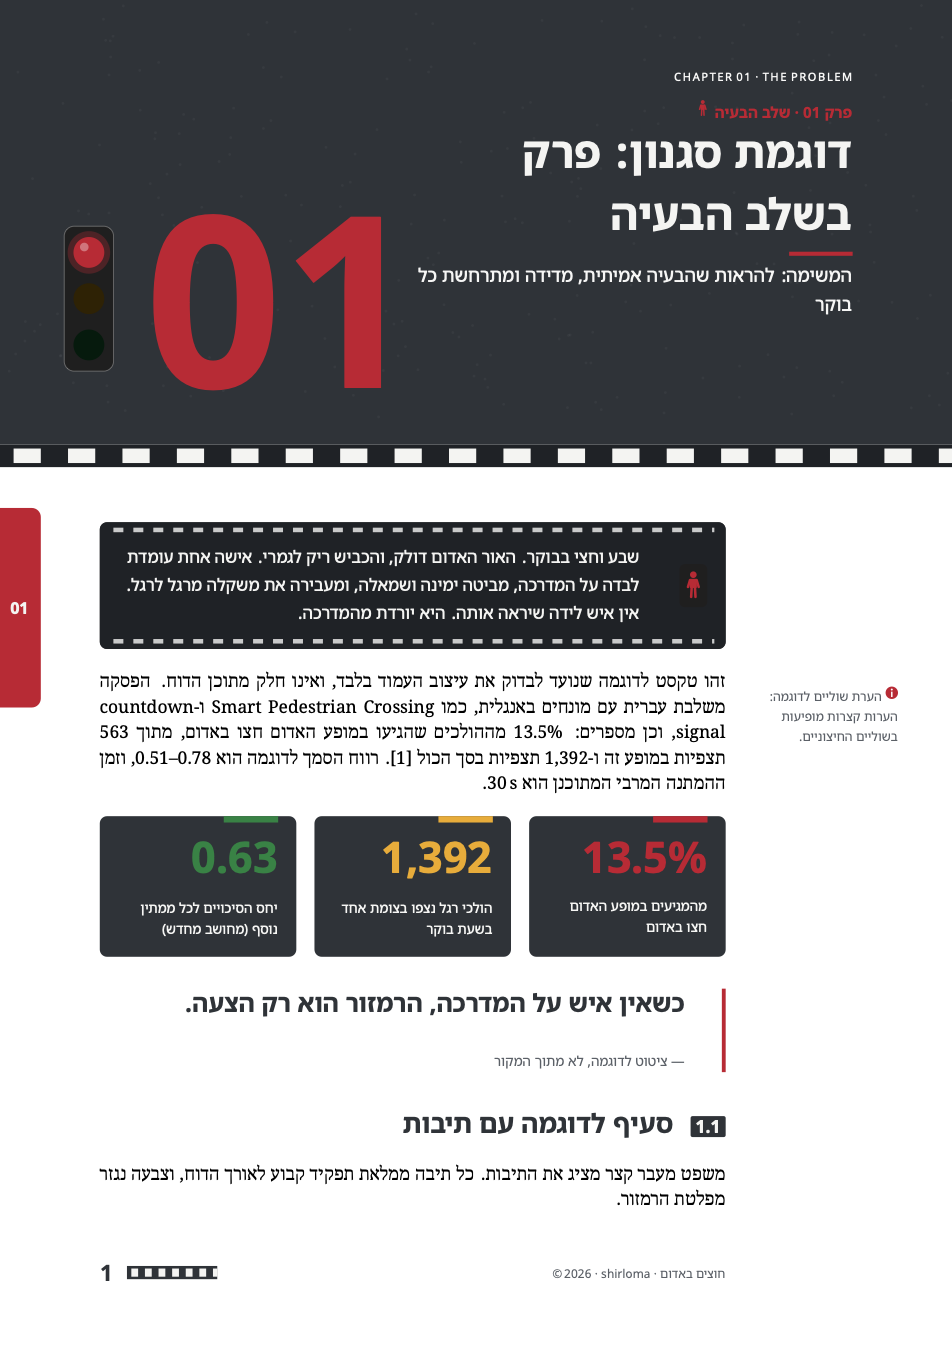 CHAPTER 01 · THE PROBLEM
פרק 01 · שלב הבעיה
דוגמת סגנון: פרק
בשלב הבעיה
המשימה: להראות שהבעיה אמיתית, מדידה ומתרחשת כל
בוקר
01
01
שבע וחצי בבוקר. האור האדום דולק, והכביש ריק לגמרי. אישה אחת עומדת
לבדה על המדרכה, מביטה ימינה ושמאלה, ומעבירה את משקלה מרגל לרגל.
אין איש לידה שיראה אותה. היא יורדת מהמדרכה.
זהו טקסט לדוגמה שנועד לבדוק את עיצוב העמוד בלבד, ואינו חלק מתוכן הדוח. הפסקה
משלבת עברית עם מונחים באנגלית, כמו Smart Pedestrian Crossing ו-countdown
signal, וכן מספרים: 13.5% מההולכים שהגיעו במופע האדום חצו באדום, מתוך 563
תצפיות במופע זה ו-1,392 תצפיות בסך הכול [1]. רווח הסמך לדוגמה הוא 0.51–0.78, וזמן
ההמתנה המרבי המתוכנן הוא 30 s.
הערת שוליים לדוגמה:
הערות קצרות מופיעות
בשוליים החיצוניים.
13.5%
מהמגיעים במופע האדום
חצו באדום
1,392
הולכי רגל נצפו בצומת אחד
בשעת בוקר
0.63
יחס הסיכויים לכל ממתין
נוסף (מחושב מחדש)
כשאין איש על המדרכה, הרמזור הוא רק הצעה.
— ציטוט לדוגמה, לא מתוך המקור
1.1 סעיף לדוגמה עם תיבות
משפט מעבר קצר מציג את התיבות. כל תיבה ממלאת תפקיד קבוע לאורך הדוח, וצבעה נגזר
מפלטת הרמזור.
חוצים באדום · shirloma · 2026 ©
1